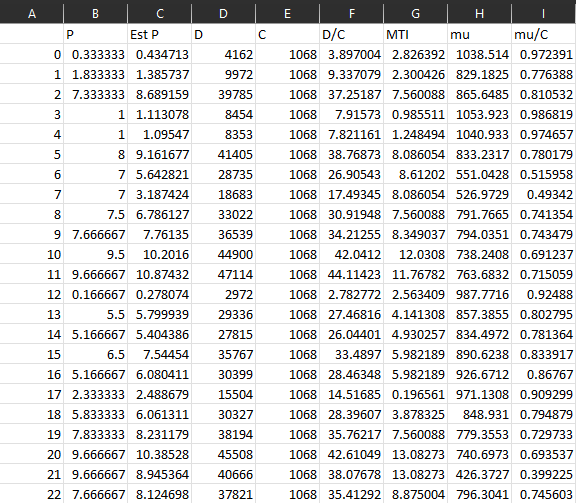 A B C D E F G H I
P Est P D C D/C MTI mu mu/C
0 0.333333 0.434713 4162 1068 3.897004 2.826392 1038.514 0.972391
1 1.833333 1.385737 9972 1068 9.337079 2.300426 829.1825 0.776388
2 7.333333 8.689159 39785 1068 37.25187 7.560088 865.6485 0.810532
3 1 1.113078 8454 1068 7.91573 0.985511 1053.923 0.986819
4 1 1.09547 8353 1068 7.821161 1.248494 1040.933 0.974657
5 8 9.161677 41405 1068 38.76873 8.086054 833.2317 0.780179
6 7 5.642821 28735 1068 26.90543 8.61202 551.0428 0.515958
7 7 3.187424 18683 1068 17.49345 8.086054 526.9729 0.49342
8 7.5 6.786127 33022 1068 30.91948 7.560088 791.7665 0.741354
9 7.666667 7.76135 36539 1068 34.21255 8.349037 794.0351 0.743479
10 9.5 10.2016 44900 1068 42.0412 12.0308 738.2408 0.691237
11 9.666667 10.87432 47114 1068 44.11423 11.76782 763.6832 0.715059
12 0.166667 0.278074 2972 1068 2.782772 2.563409 987.7716 0.92488
13 5.5 5.799939 29336 1068 27.46816 4.141308 857.3855 0.802795
14 5.166667 5.404386 27815 1068 26.04401 4.930257 834.4972 0.781364
15 6.5 7.54454 35767 1068 33.4897 5.982189 890.6238 0.833917
16 5.166667 6.080411 30399 1068 28.46348 5.982189 926.6712 0.86767
17 2.333333 2.488679 15504 1068 14.51685 0.196561 971.1308 0.909299
18 5.833333 6.061311 30327 1068 28.39607 3.878325 848.931 0.794879
19 7.833333 8.231179 38194 1068 35.76217 7.560088 779.3553 0.729733
20 9.666667 10.38528 45508 1068 42.61049 13.08273 740.6973 0.693537
21 9.666667 8.945364 40666 1068 38.07678 13.08273 426.3727 0.399225
22 7.666667 8.124698 37821 1068 35.41292 8.875004 796.3041 0.745603